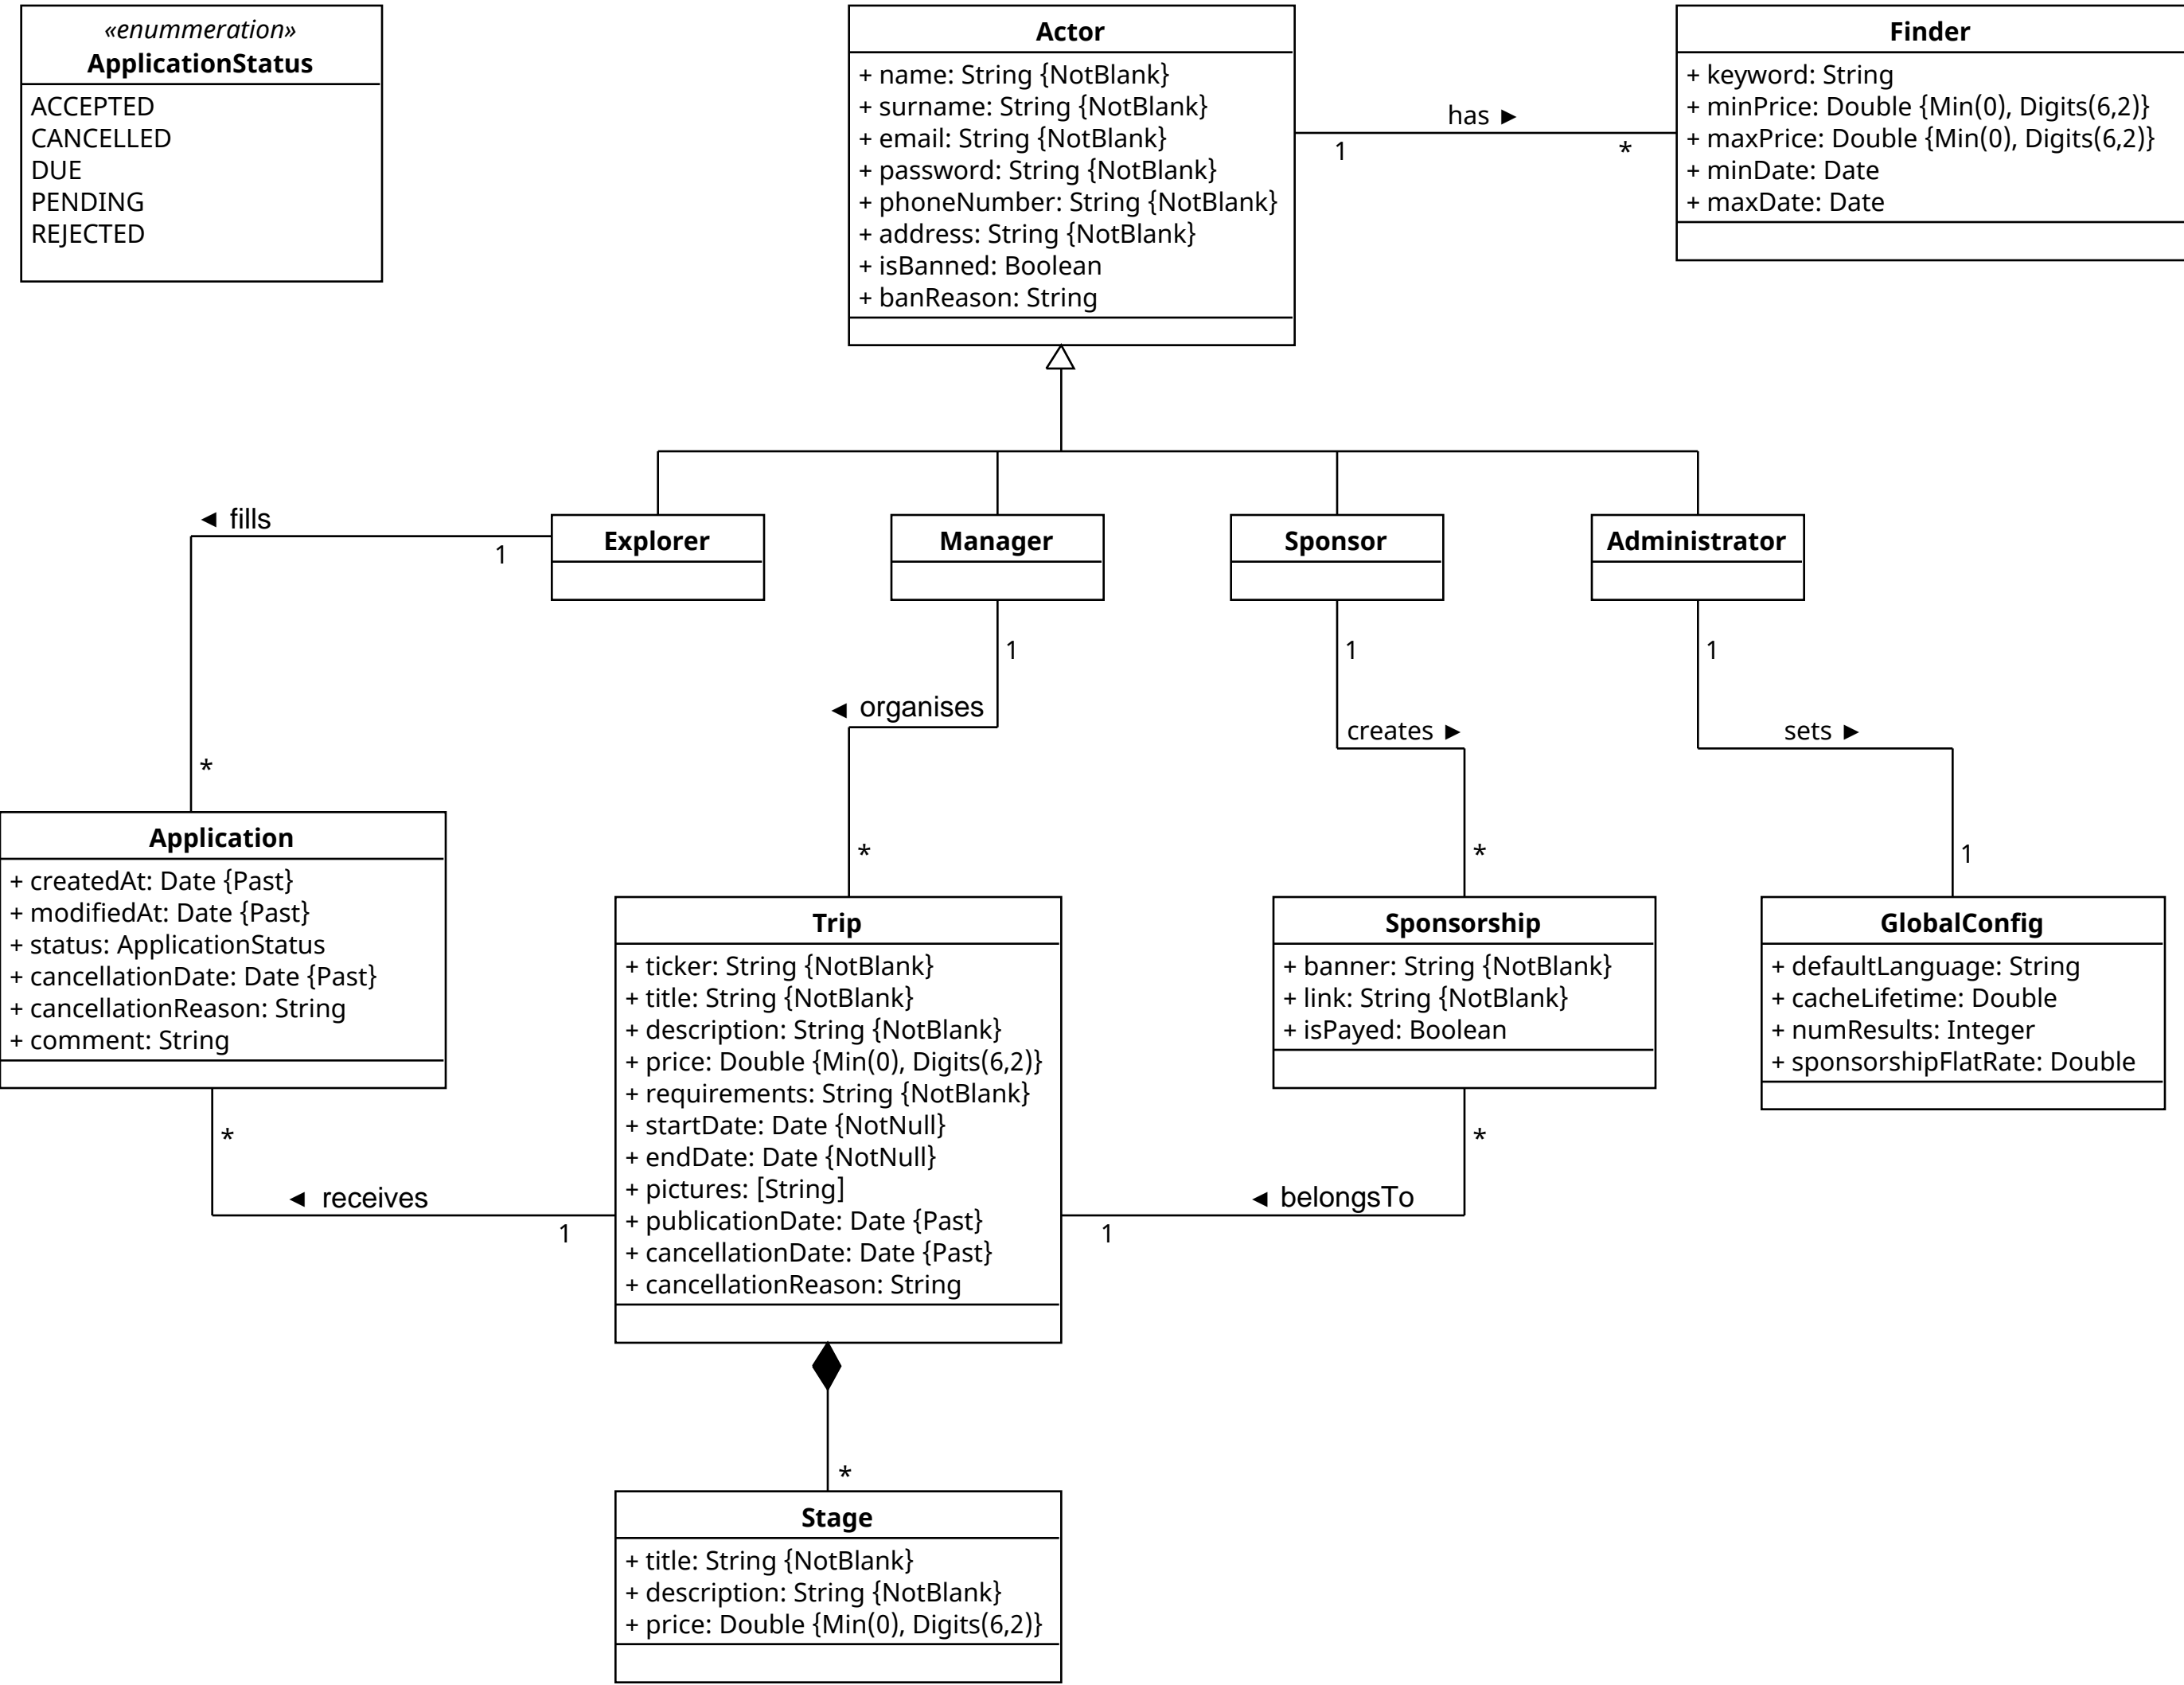 «enummeration»
ApplicationStatus
ACCEPTED
CANCELLED
DUE
PENDING
REJECTED
Actor
+ name: String {NotBlank}
+ surname: String {NotBlank}
+ email: String {NotBlank}
+ password: String {NotBlank}
+ phoneNumber: String {NotBlank}
+ address: String {NotBlank}
+ isBanned: Boolean
+ banReason: String
has ►
1
*
Finder
+ keyword: String
+ minPrice: Double {Min(0), Digits(6,2)}
+ maxPrice: Double {Min(0), Digits(6,2)}
+ minDate: Date
+ maxDate: Date
◄ fills
1
*
Explorer
Manager
Sponsor
Administrator
1
◄ organises
*
1
creates ►
*
1
sets ►
1
Application
+ createdAt: Date {Past}
+ modifiedAt: Date {Past}
+ status: ApplicationStatus
+ cancellationDate: Date {Past}
+ cancellationReason: String
+ comment: String
*
◄ receives
1
Trip
+ ticker: String {NotBlank}
+ title: String {NotBlank}
+ description: String {NotBlank}
+ price: Double {Min(0), Digits(6,2)}
+ requirements: String {NotBlank}
+ startDate: Date {NotNull}
+ endDate: Date {NotNull}
+ pictures: [String]
+ publicationDate: Date {Past}
+ cancellationDate: Date {Past}
+ cancellationReason: String
Sponsorship
+ banner: String {NotBlank}
+ link: String {NotBlank}
+ isPayed: Boolean
*
◄ belongsTo
1
GlobalConfig
+ defaultLanguage: String
+ cacheLifetime: Double
+ numResults: Integer
+ sponsorshipFlatRate: Double
*
Stage
+ title: String {NotBlank}
+ description: String {NotBlank}
+ price: Double {Min(0), Digits(6,2)}